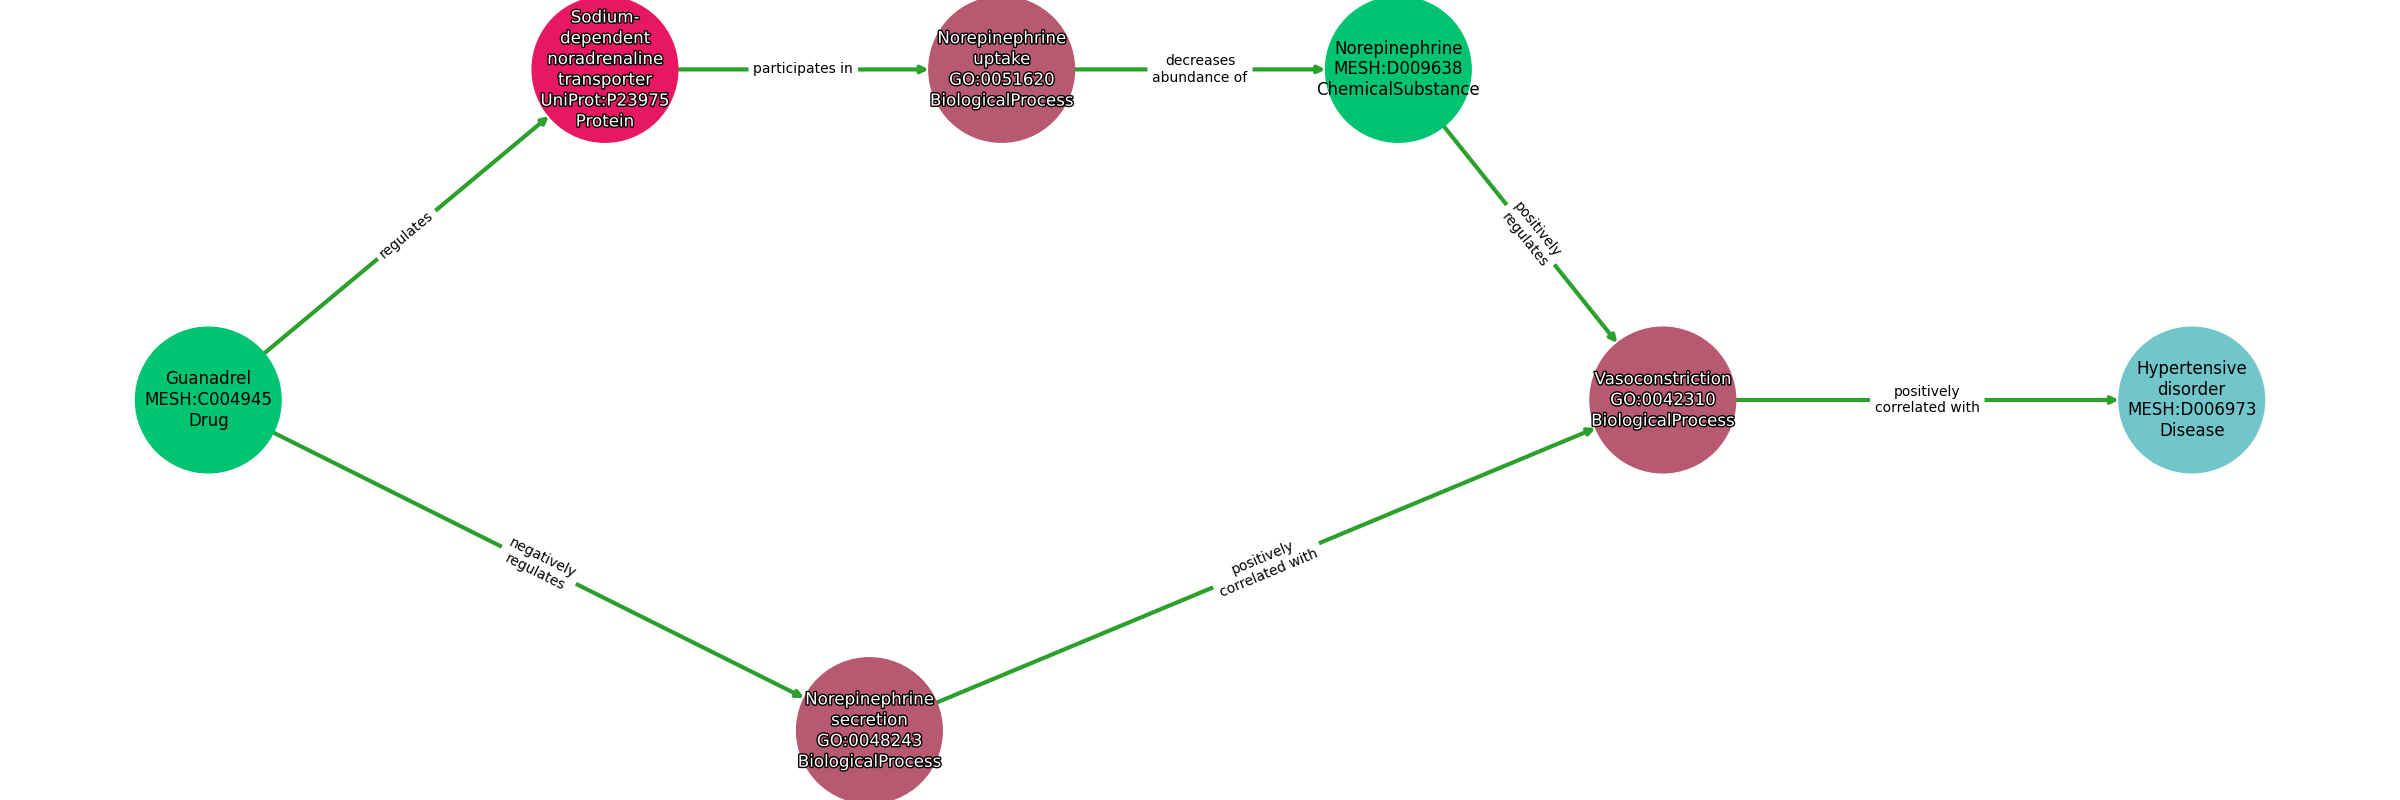 Sodium-
dependent
noradrenaline
transporter
UniProt:P23975
Protein
participates in
Norepinephrine
uptake
GO:0051620
BiologicalProcess
decreases
abundance of
Norepinephrine
MESH:D009638
ChemicalSubstance
regulates
positively
regulates
Guanadrel
MESH:C004945
Drug
Vasoconstriction
GO:0042310
BiologicalProcess
positively
correlated with
Hypertensive
disorder
MESH:D006973
Disease
negatively
regulates
positively
correlated with
Norepinephrine
secretion
GO:0048243
BiologicalProcess